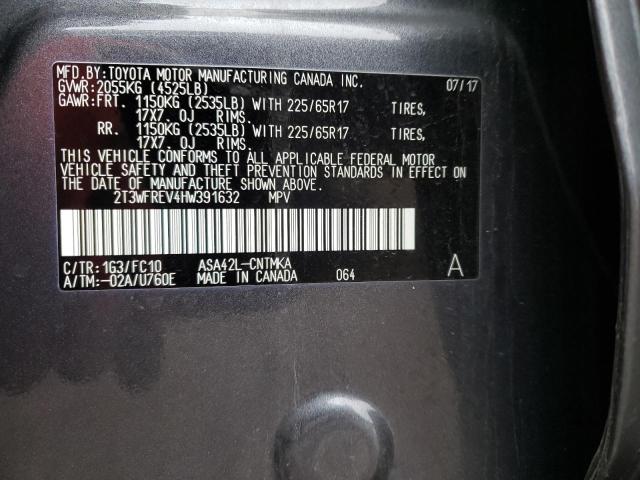 MFD.BY:TOYOTA MOTOR MANUFACTURING CANADA INC. 07/17
GVWR:2055KG (4525LB)
GAWR:FRT. 1150KG (2535LB) WITH 225/65R17 TIRES,
17X7.0J RIMS.
RR. 1150KG (2535LB) WITH 225/65R17 TIRES,
17X7.0J RIMS.
THIS VEHICLE CONFORMS TO ALL APPLICABLE FEDERAL MOTOR
VEHICLE SAFETY AND THEFT PREVENTION STANDARDS IN EFFECT ON
THE DATE OF MANUFACTURE SHOWN ABOVE.
2T3WFREV4HW391632 MPV
C/TR:1G3/FC10 ASA42L-CNTMKA
A/TM:-02A/U760E MADE IN CANADA 064 A